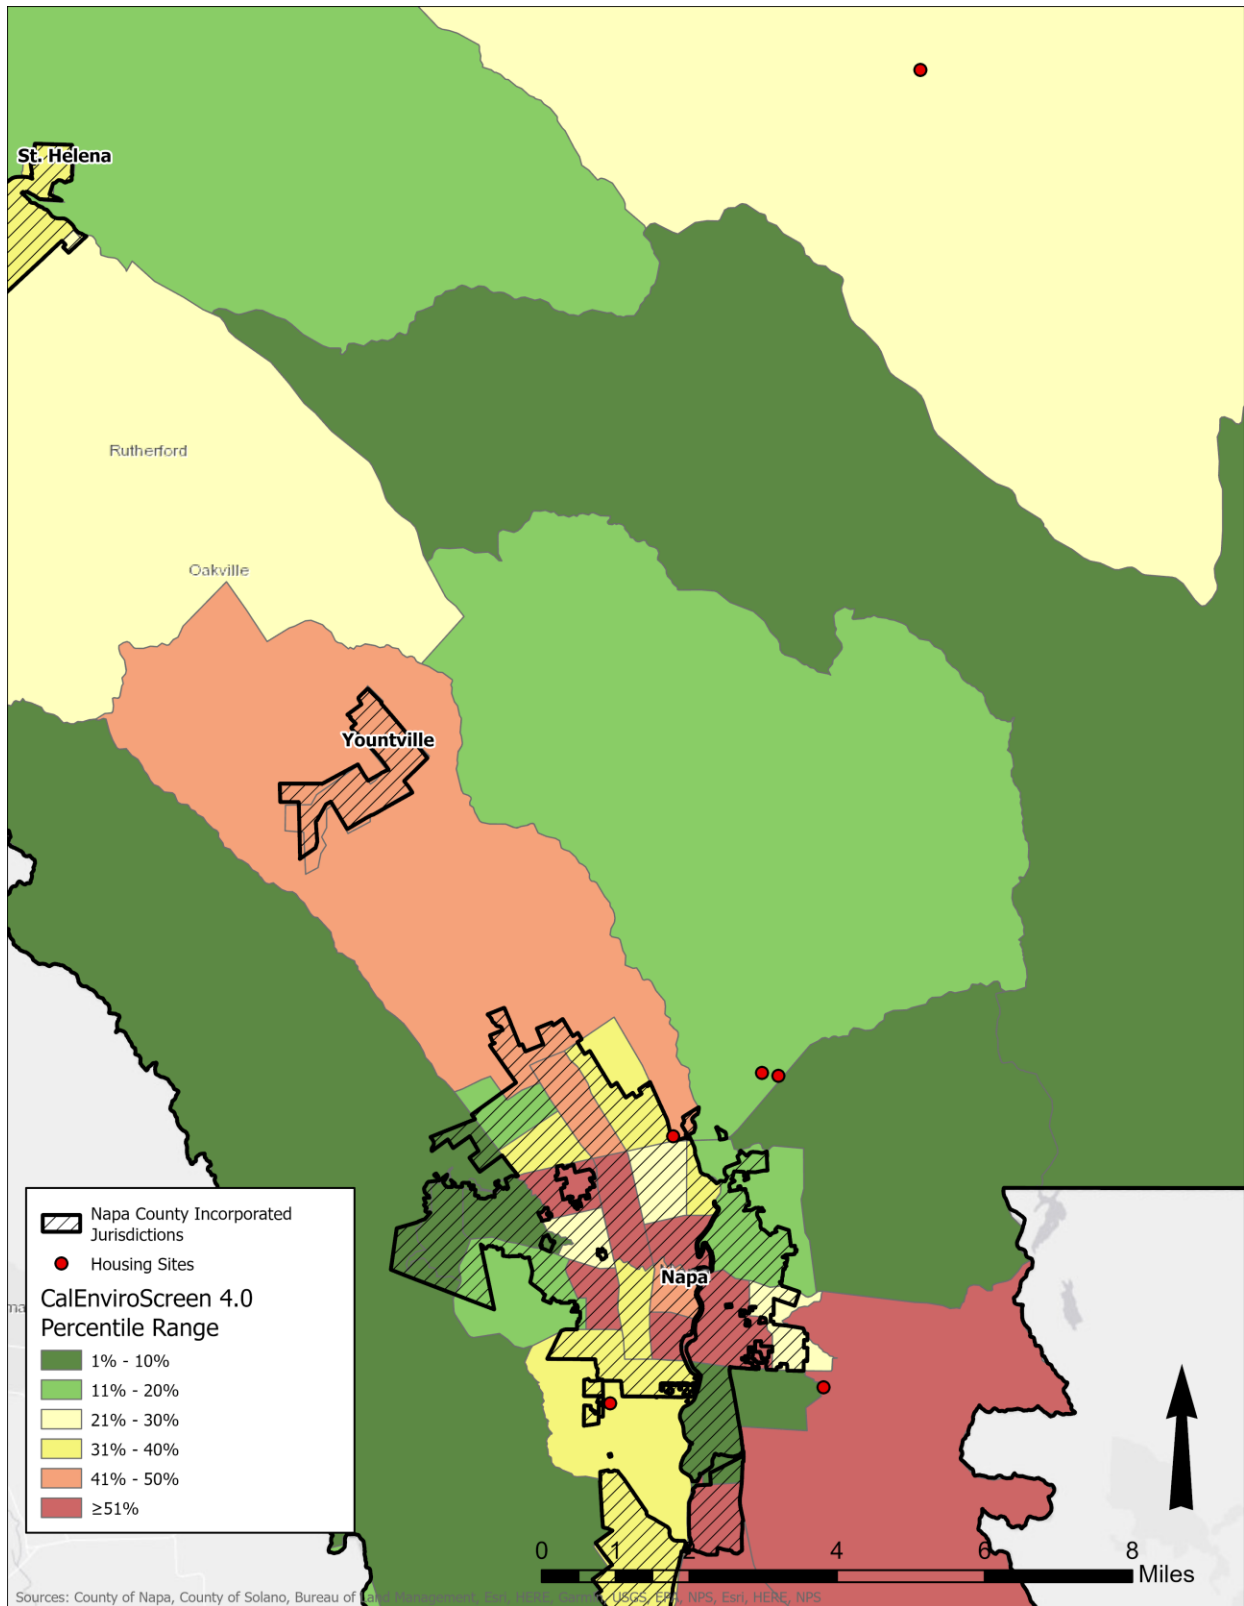 St. Helena
Rutherford
Oakville
Yountville
Napa
Napa County Incorporated
Jurisdictions
Housing Sites
CalEnviroScreen 4.0
Percentile Range
1% - 10%
11% - 20%
21% - 30%
31% - 40%
41% - 50%
≥51%
0 1 2 4 6 8
Miles
Sources: County of Napa, County of Solano, Bureau of Land Management, Esri, HERE, Garmin, USGS, EPA, NPS, Esri, HERE, NPS